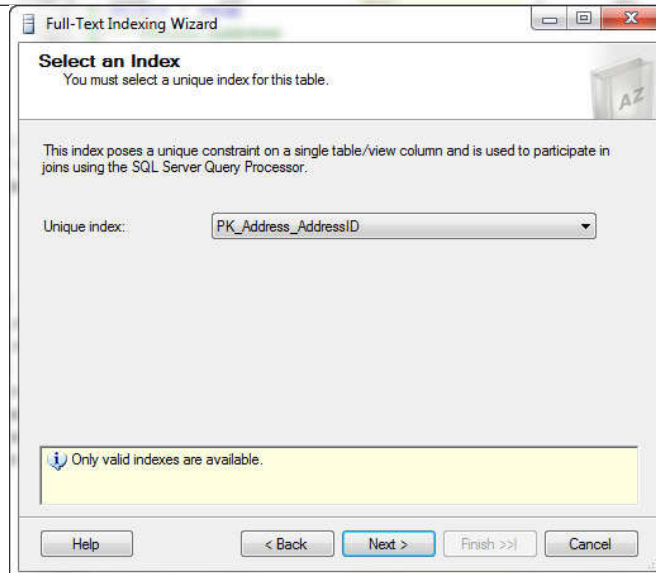 Full-Text Indexing Wizard
Select an Index
You must select a unique index for this table.
AZ
This index poses a unique constraint on a single table/view column and is used to participate in
joins using the SQL Server Query Processor.
Unique index: PK_Address_AddressID
Only valid indexes are available.
Help < Back Next > Finish >>| Cancel